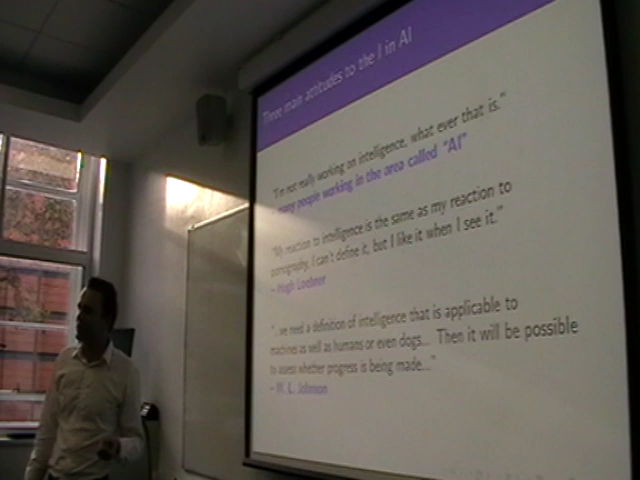 Three main attitudes to the I in AI
"I'm not really working on intelligence, what ever that is."
many people working in the area called "AI"
"My reaction to intelligence is the same as my reaction to
pornography, I can't define it, but I like it when I see it."
– Hugh Loebner
"...we need a definition of intelligence that is applicable to
machines as well as humans or even dogs... Then it will be possible
to assess whether progress is being made..."
– W. L. Johnson